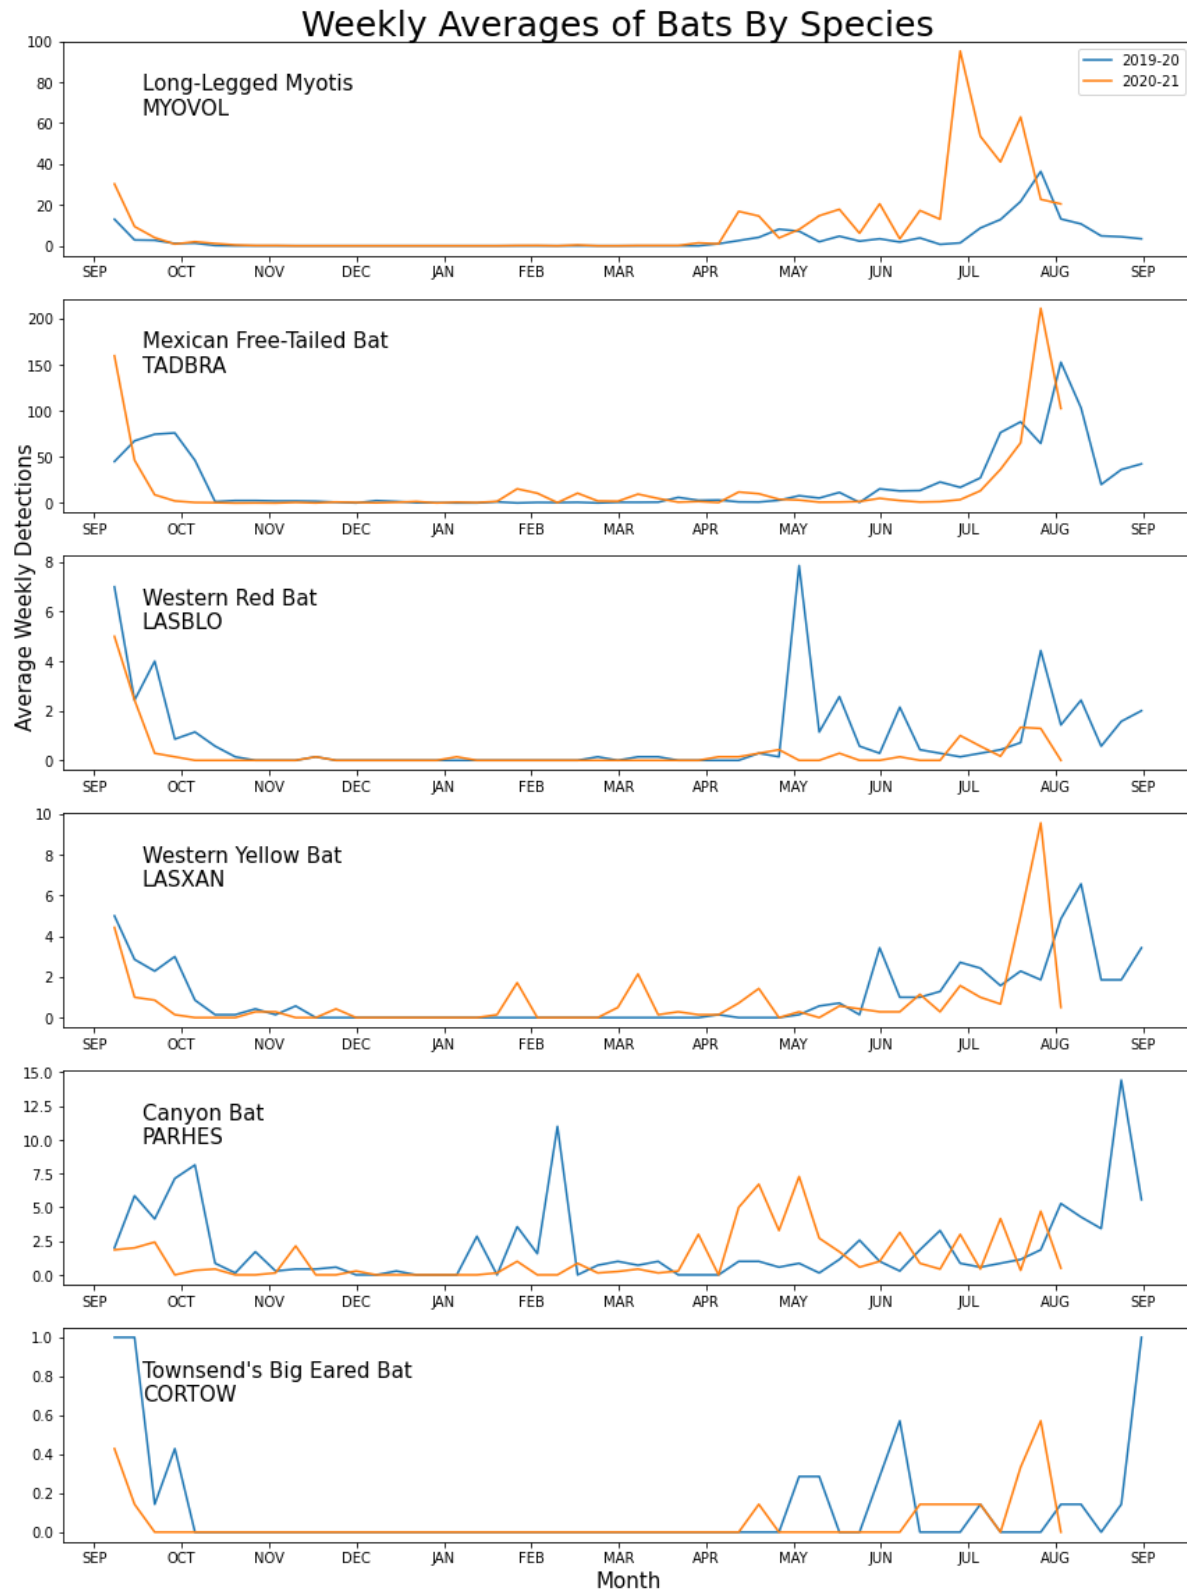 Weekly Averages of Bats By Species
Average Weekly Detections
100
80
60
40
20
0
Long-Legged Myotis
MYOVOL
2019-20
2020-21
SEP OCT NOV DEC JAN FEB MAR APR MAY JUN JUL AUG SEP
200
150
100
50
0
Mexican Free-Tailed Bat
TADBRA
SEP OCT NOV DEC JAN FEB MAR APR MAY JUN JUL AUG SEP
8
6
4
2
0
Western Red Bat
LASBLO
SEP OCT NOV DEC JAN FEB MAR APR MAY JUN JUL AUG SEP
10
8
6
4
2
0
Western Yellow Bat
LASXAN
SEP OCT NOV DEC JAN FEB MAR APR MAY JUN JUL AUG SEP
15.0
12.5
10.0
7.5
5.0
2.5
0.0
Canyon Bat
PARHES
SEP OCT NOV DEC JAN FEB MAR APR MAY JUN JUL AUG SEP
1.0
0.8
0.6
0.4
0.2
0.0
Townsend's Big Eared Bat
CORTOW
SEP OCT NOV DEC JAN FEB MAR APR MAY JUN JUL AUG SEP
Month